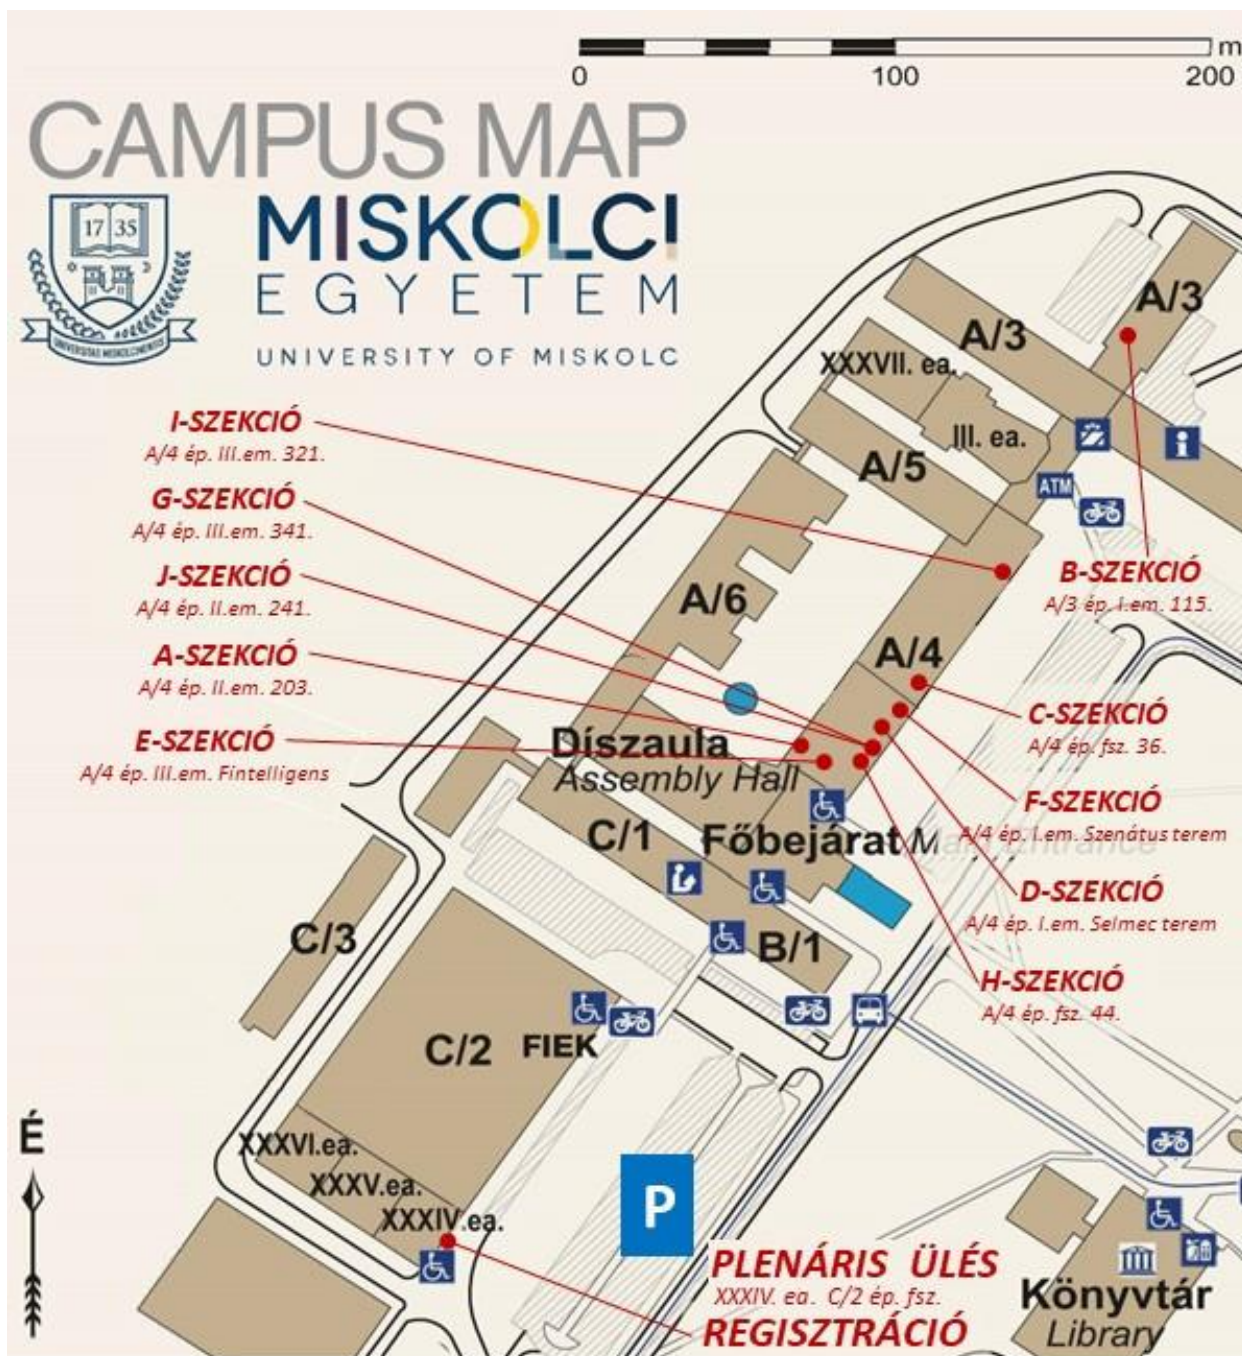 m
0 100 200
CAMPUS MAP
17 35
UNIVERSITAS MISKOLCINENSIS
MISKOLCI
EGYETEM
UNIVERSITY OF MISKOLC
A/3
A/3
XXXVII. ea.
III. ea.
A/5
ATM
I-SZEKCIÓ
A/4 ép. III.em. 321.
G-SZEKCIÓ
A/4 ép. III.em. 341.
J-SZEKCIÓ
A/4 ép. II.em. 241.
A-SZEKCIÓ
A/4 ép. II.em. 203.
E-SZEKCIÓ
A/4 ép. III.em. Fintelligens
B-SZEKCIÓ
A/3 ép. I.em. 115.
A/6
A/4
C-SZEKCIÓ
A/4 ép. fsz. 36.
Díszaula
Assembly Hall
F-SZEKCIÓ
A/4 ép. I.em. Szenátus terem
C/1
Főbejárat Main Entrance
D-SZEKCIÓ
A/4 ép. I.em. Selmec terem
C/3
B/1
H-SZEKCIÓ
A/4 ép. fsz. 44.
C/2
FIEK
É
XXXVI.ea.
XXXV.ea.
XXXIV.ea.
P
PLENÁRIS ÜLÉS
XXXIV. ea. C/2 ép. fsz.
REGISZTRÁCIÓ
Könyvtár
Library